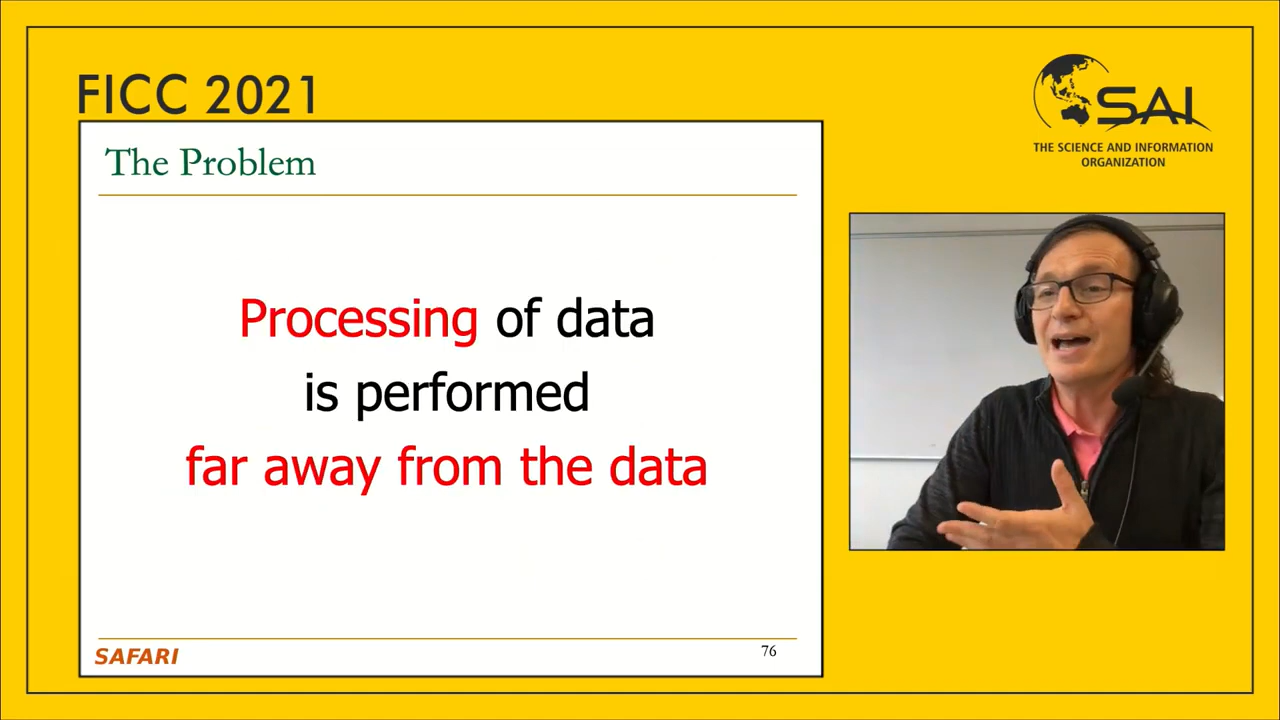 FICC 2021
SAI
THE SCIENCE AND INFORMATION
ORGANIZATION
The Problem
Processing of data
is performed
far away from the data
SAFARI
76